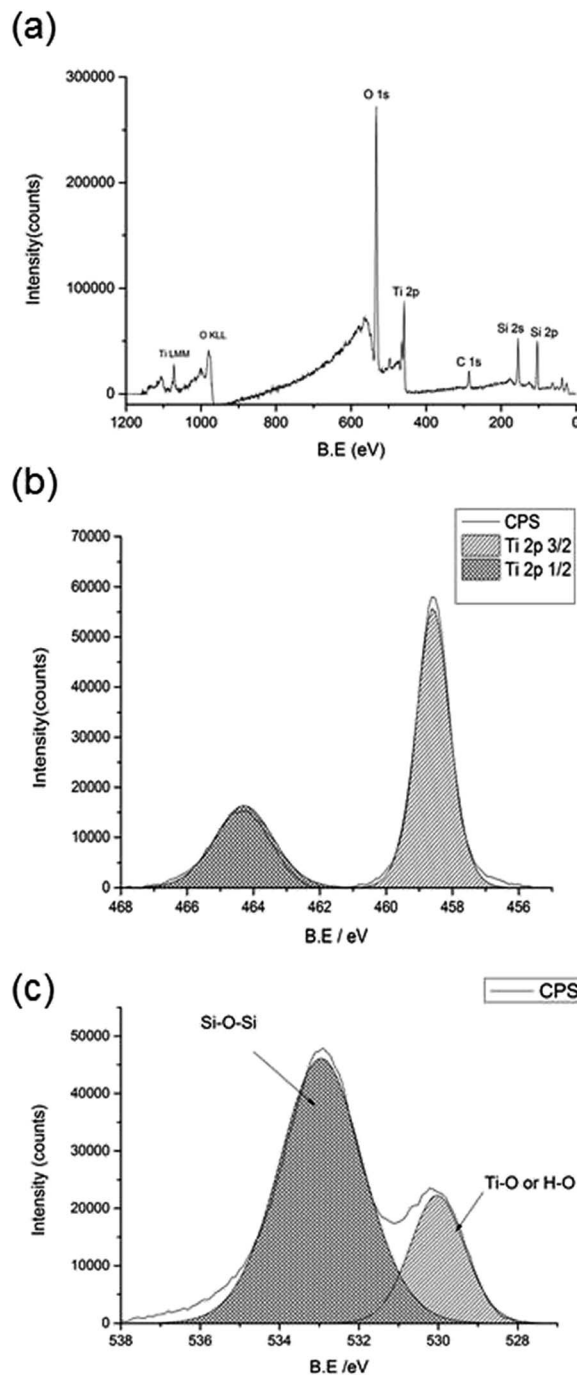 (a)
300000
200000
100000
0
Intensity(counts)
O 1s
Ti 2p
Ti LMM
O KLL
C 1s
Si 2s
Si 2p
1200 1000 800 600 400 200 0
B.E (eV)
(b)
70000
60000
50000
40000
30000
20000
10000
0
Intensity(counts)
CPS
Ti 2p 3/2
Ti 2p 1/2
468 466 464 462 460 458 456
B.E / eV
(c)
50000
40000
30000
20000
10000
0
Intensity (counts)
CPS
Si-O-Si
Ti-O or H-O
538 536 534 532 530 528
B.E /eV